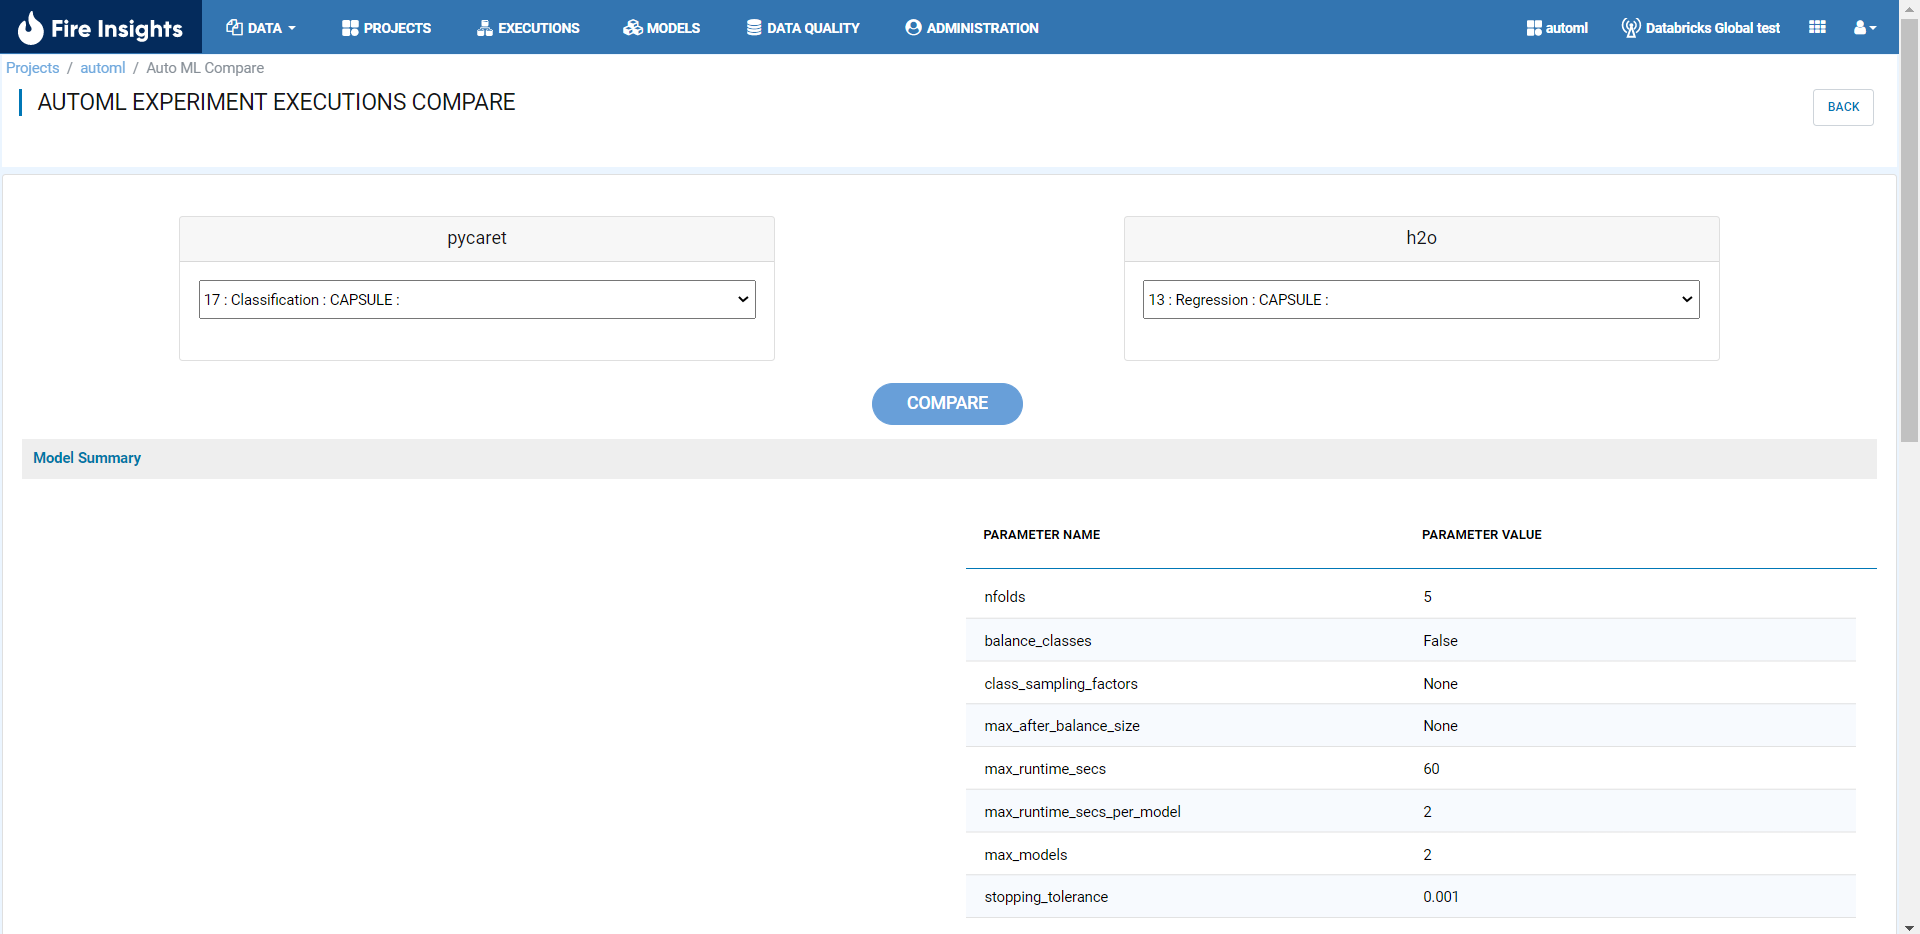 Fire Insights
DATA
PROJECTS
EXECUTIONS
MODELS
DATA QUALITY
ADMINISTRATION
automl
Databricks Global test
Projects / automl / Auto ML Compare
AUTOML EXPERIMENT EXECUTIONS COMPARE
BACK
pycaret
h2o
17 : Classification : CAPSULE :
13 : Regression : CAPSULE :
COMPARE
Model Summary
PARAMETER NAME PARAMETER VALUE
nfolds 5
balance_classes False
class_sampling_factors None
max_after_balance_size None
max_runtime_secs 60
max_runtime_secs_per_model 2
max_models 2
stopping_tolerance 0.001